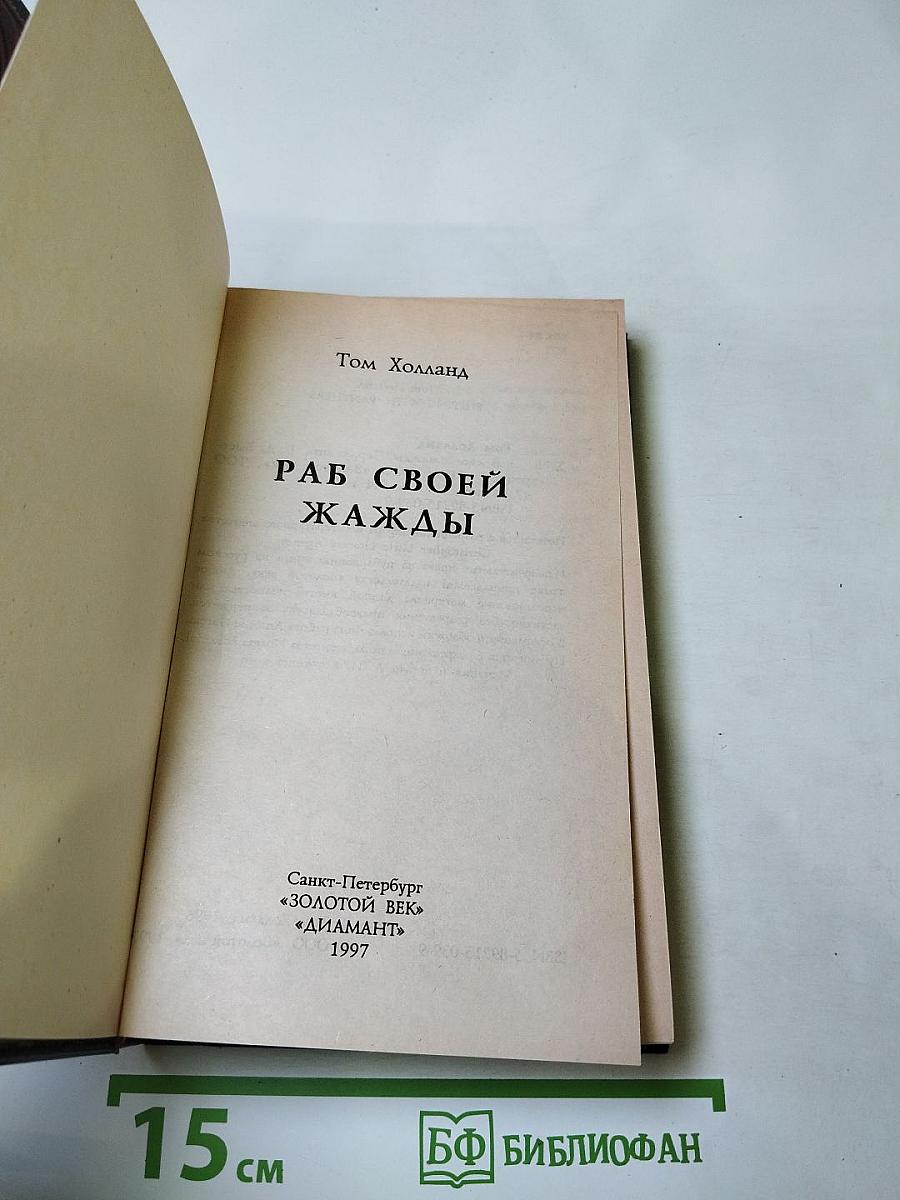 Том Холланд
РАБ СВОЕЙ
ЖАЖДЫ
Санкт-Петербург
«ЗОЛОТОЙ ВЕК»
«ДИАМАНТ»
1997
15 см
БФ БИБЛИОФАН